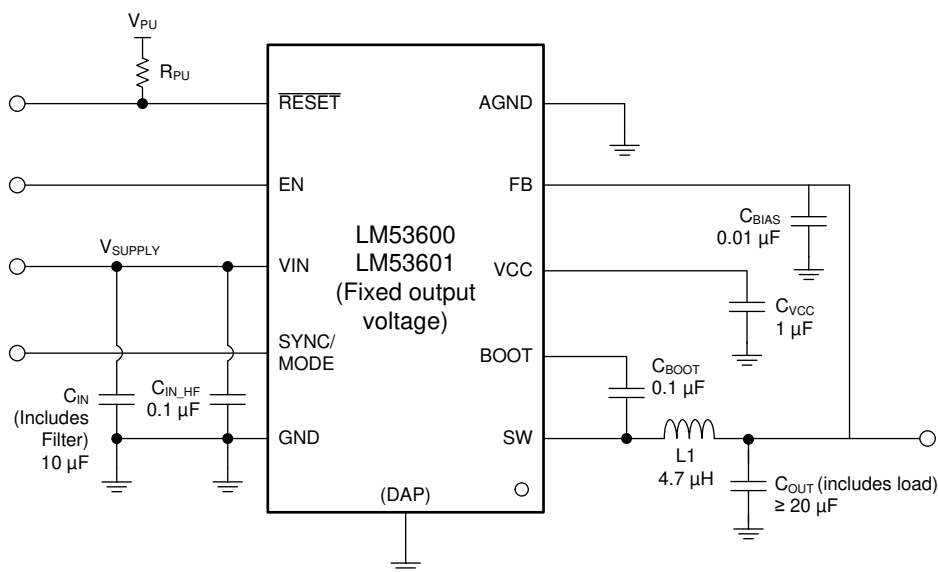 VPU
RPU
RESET
AGND
EN
FB
CBIAS
0.01 µF
LM53600
LM53601
(Fixed output
voltage)
VSUPPLY
VIN
VCC
CVCC
1 µF
SYNC/
MODE
BOOT
CBOOT
0.1 µF
CIN
(Includes
Filter)
10 µF
CIN_HF
0.1 µF
GND
SW
L1
4.7 µH
COUT (includes load)
≥ 20 µF
(DAP)